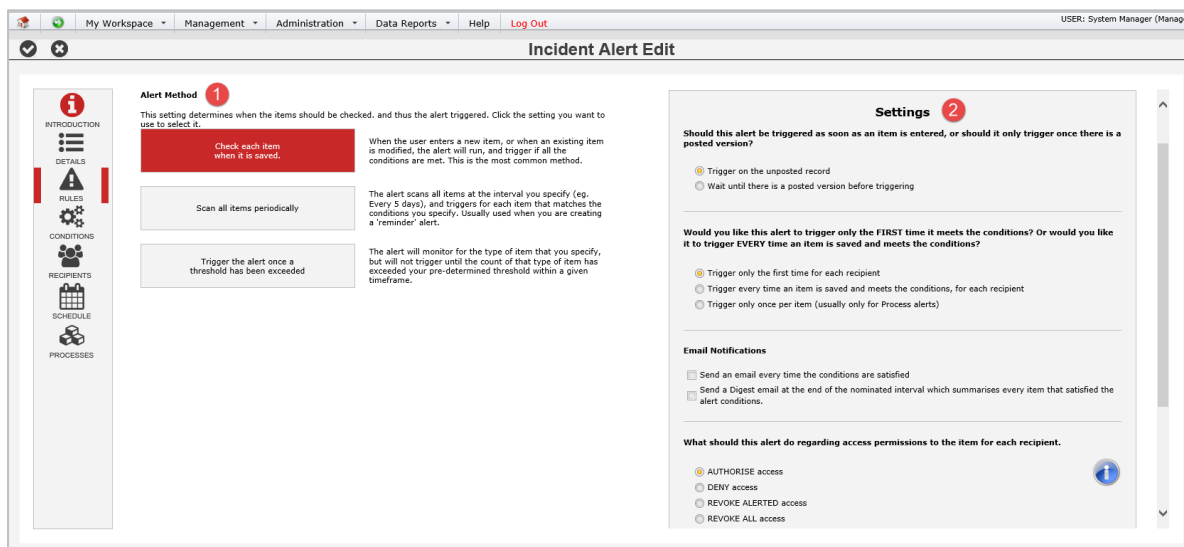 My Workspace Management Administration Data Reports Help Log Out
USER: System Manager (Manag
Incident Alert Edit
INTRODUCTION
DETAILS
RULES
CONDITIONS
RECIPIENTS
SCHEDULE
PROCESSES
Alert Method 1
This setting determines when the items should be checked. and thus the alert triggered. Click the setting you want to
use to select it.
Check each item
when it is saved.
When the user enters a new item, or when an existing item
is modified, the alert will run, and trigger if all the
conditions are met. This is the most common method.
Scan all items periodically
The alert scans all items at the interval you specify (eg.
Every 5 days), and triggers for each item that matches the
conditions you specify. Usually used when you are creating
a 'reminder' alert.
Trigger the alert once a
threshold has been exceeded
The alert will monitor for the type of item that you specify,
but will not trigger until the count of that type of item has
exceeded your pre-determined threshold within a given
timeframe.
Settings 2
Should this alert be triggered as soon as an item is entered, or should it only trigger once there is a
posted version?
Trigger on the unposted record
Wait until there is a posted version before triggering
Would you like this alert to trigger only the FIRST time it meets the conditions? Or would you like
it to trigger EVERY time an item is saved and meets the conditions?
Trigger only the first time for each recipient
Trigger every time an item is saved and meets the conditions, for each recipient
Trigger only once per item (usually only for Process alerts)
Email Notifications
Send an email every time the conditions are satisfied
Send a Digest email at the end of the nominated interval which summarises every item that satisfied the
alert conditions.
What should this alert do regarding access permissions to the item for each recipient.
AUTHORISE access
DENY access
REVOKE ALERTED access
REVOKE ALL access